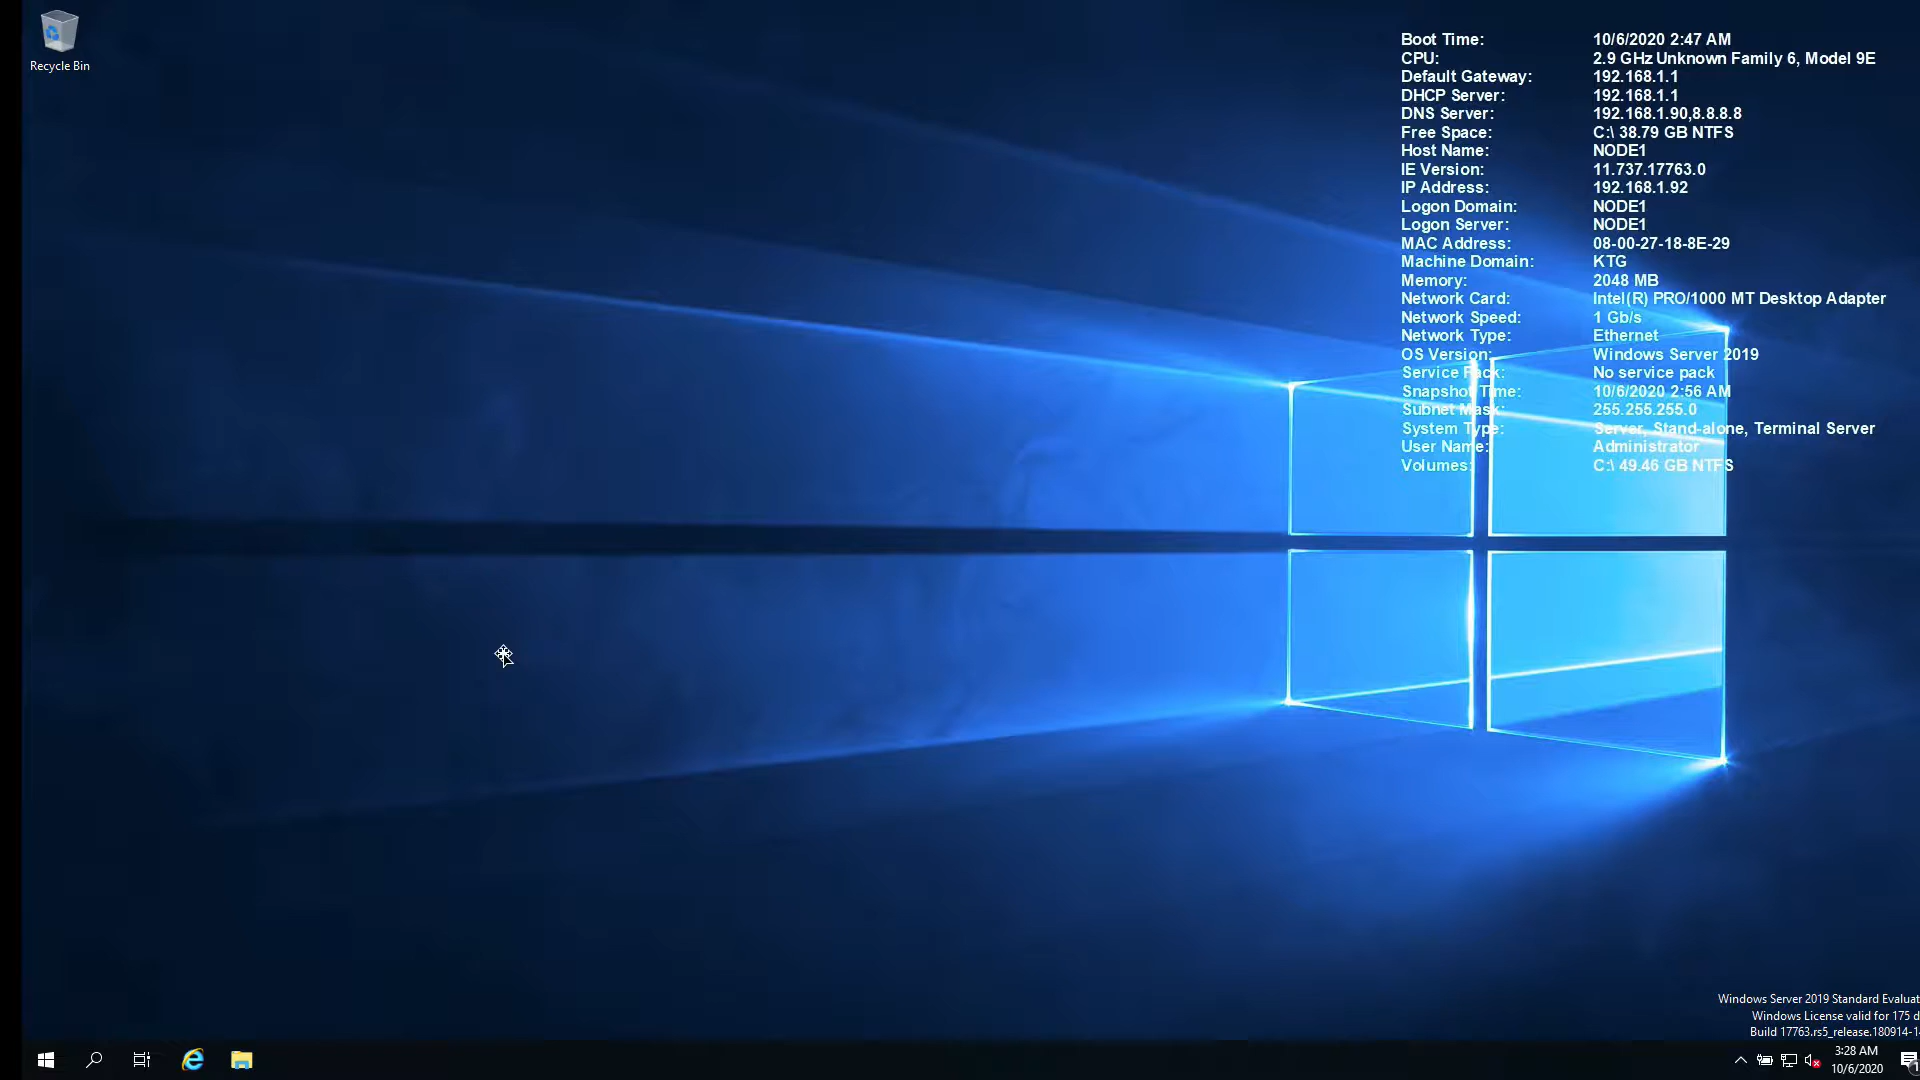 Recycle Bin
Boot Time: 10/6/2020 2:47 AM
CPU: 2.9 GHz Unknown Family 6, Model 9E
Default Gateway: 192.168.1.1
DHCP Server: 192.168.1.1
DNS Server: 192.168.1.90,8.8.8.8
Free Space: C:\ 38.79 GB NTFS
Host Name: NODE1
IE Version: 11.737.17763.0
IP Address: 192.168.1.92
Logon Domain: NODE1
Logon Server: NODE1
MAC Address: 08-00-27-18-8E-29
Machine Domain: KTG
Memory: 2048 MB
Network Card: Intel(R) PRO/1000 MT Desktop Adapter
Network Speed: 1 Gb/s
Network Type: Ethernet
OS Version: Windows Server 2019
Service Pack: No service pack
Snapshot Time: 10/6/2020 2:56 AM
Subnet Mask: 255.255.255.0
System Type: Server, Stand-alone, Terminal Server
User Name: Administrator
Volumes: C:\ 49.46 GB NTFS
Windows Server 2019 Standard Evaluat
Windows License valid for 175 d
Build 17763.rs5_release.180914-1
3:28 AM
10/6/2020